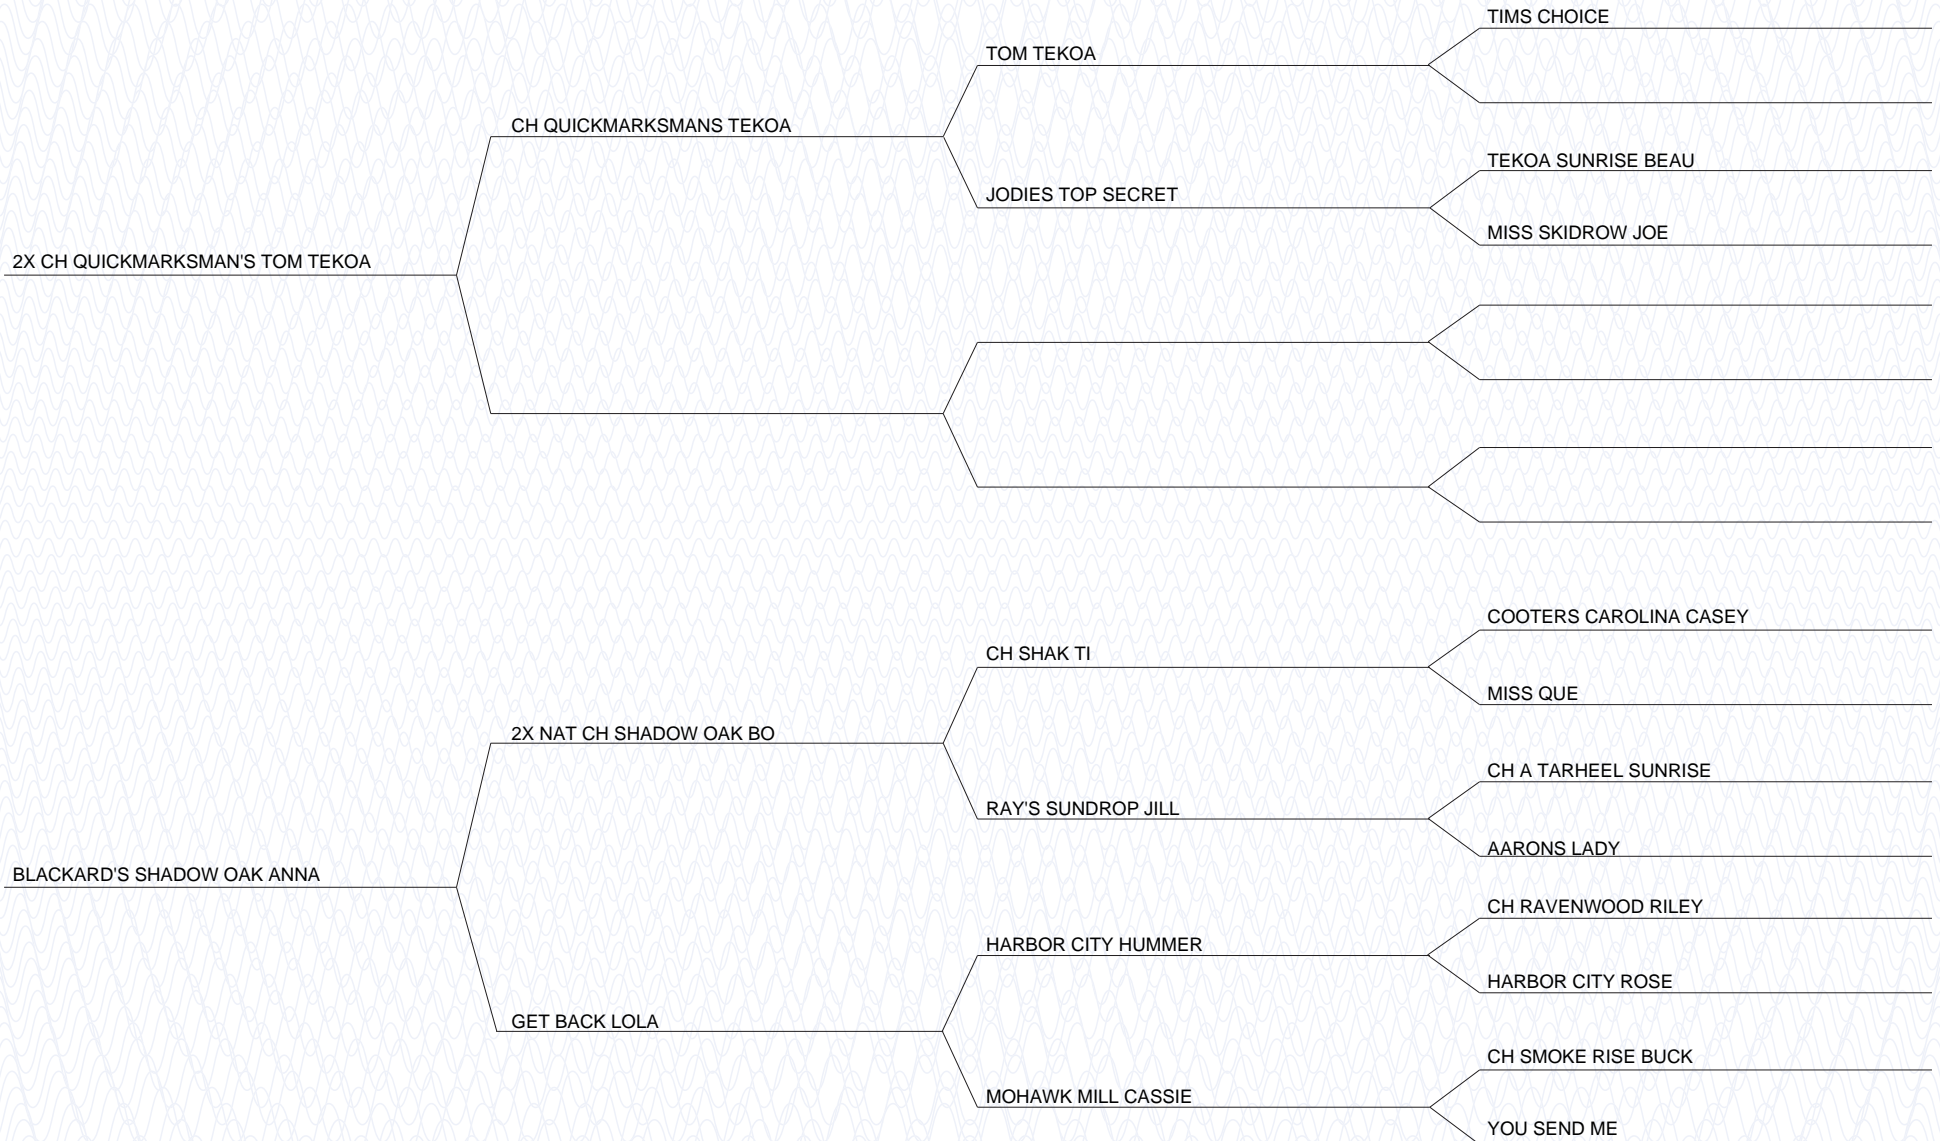 TIMS CHOICE
TOM TEKOA
CH QUICKMARKSMANS TEKOA
TEKOA SUNRISE BEAU
JODIES TOP SECRET
MISS SKIDROW JOE
2X CH QUICKMARKSMAN'S TOM TEKOA
COOTERS CAROLINA CASEY
CH SHAK TI
MISS QUE
2X NAT CH SHADOW OAK BO
CH A TARHEEL SUNRISE
RAY'S SUNDROP JILL
AARONS LADY
BLACKARD'S SHADOW OAK ANNA
CH RAVENWOOD RILEY
HARBOR CITY HUMMER
HARBOR CITY ROSE
GET BACK LOLA
CH SMOKE RISE BUCK
MOHAWK MILL CASSIE
YOU SEND ME